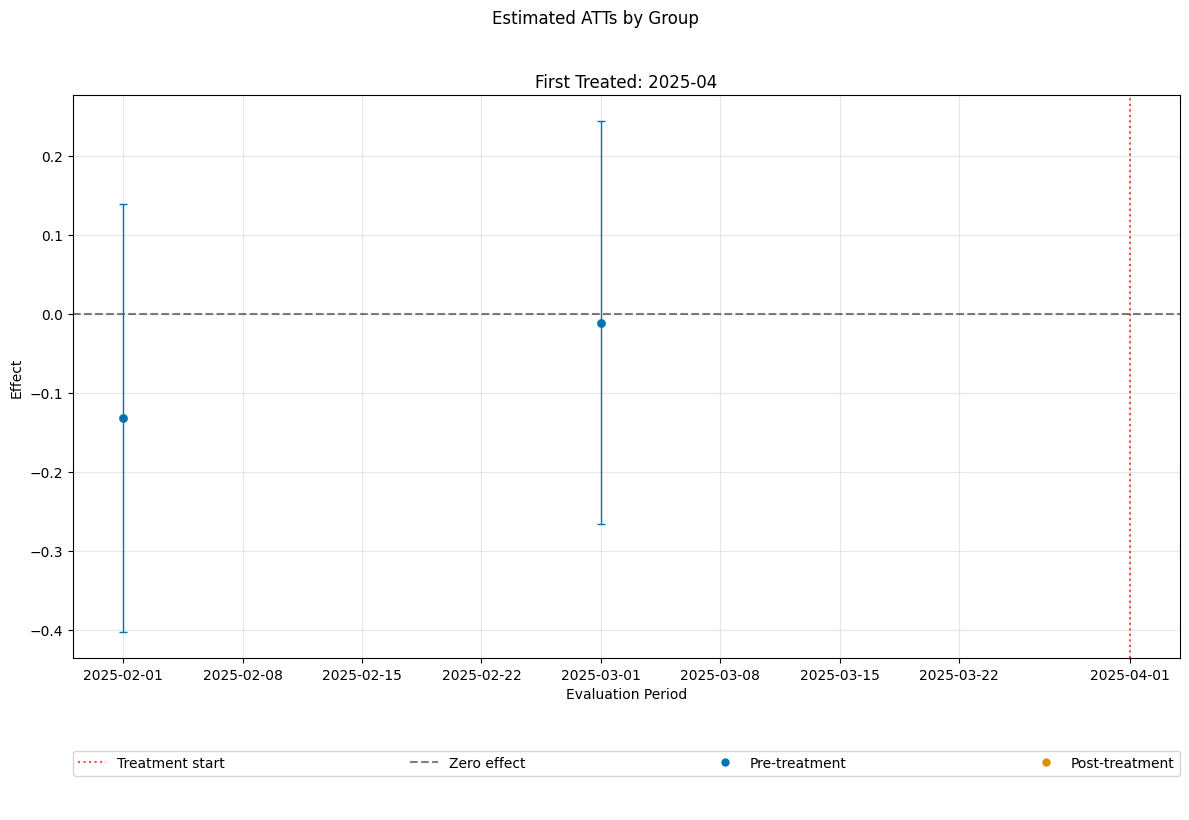 Estimated ATTs by Group
First Treated: 2025-04
Effect
0.2
0.1
0.0
−0.1
−0.2
−0.3
−0.4
2025-02-01 2025-02-08 2025-02-15 2025-02-22 2025-03-01 2025-03-08 2025-03-15 2025-03-22 2025-04-01
Evaluation Period
Treatment start Zero effect Pre-treatment Post-treatment